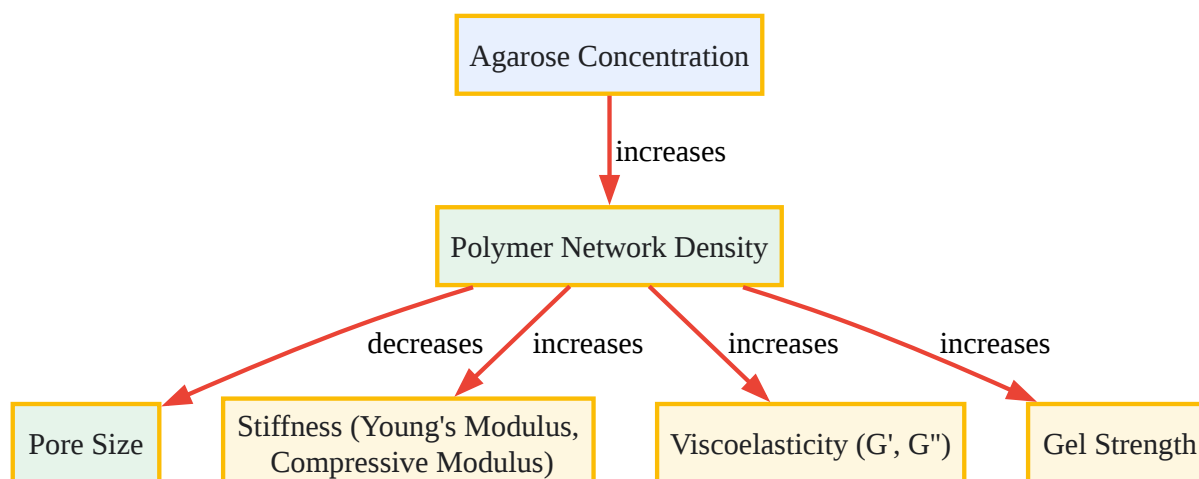 Agarose Concentration
increases
Polymer Network Density
decreases
increases
increases
increases
Pore Size
Stiffness (Young's Modulus,
Compressive Modulus)
Viscoelasticity (G', G'')
Gel Strength